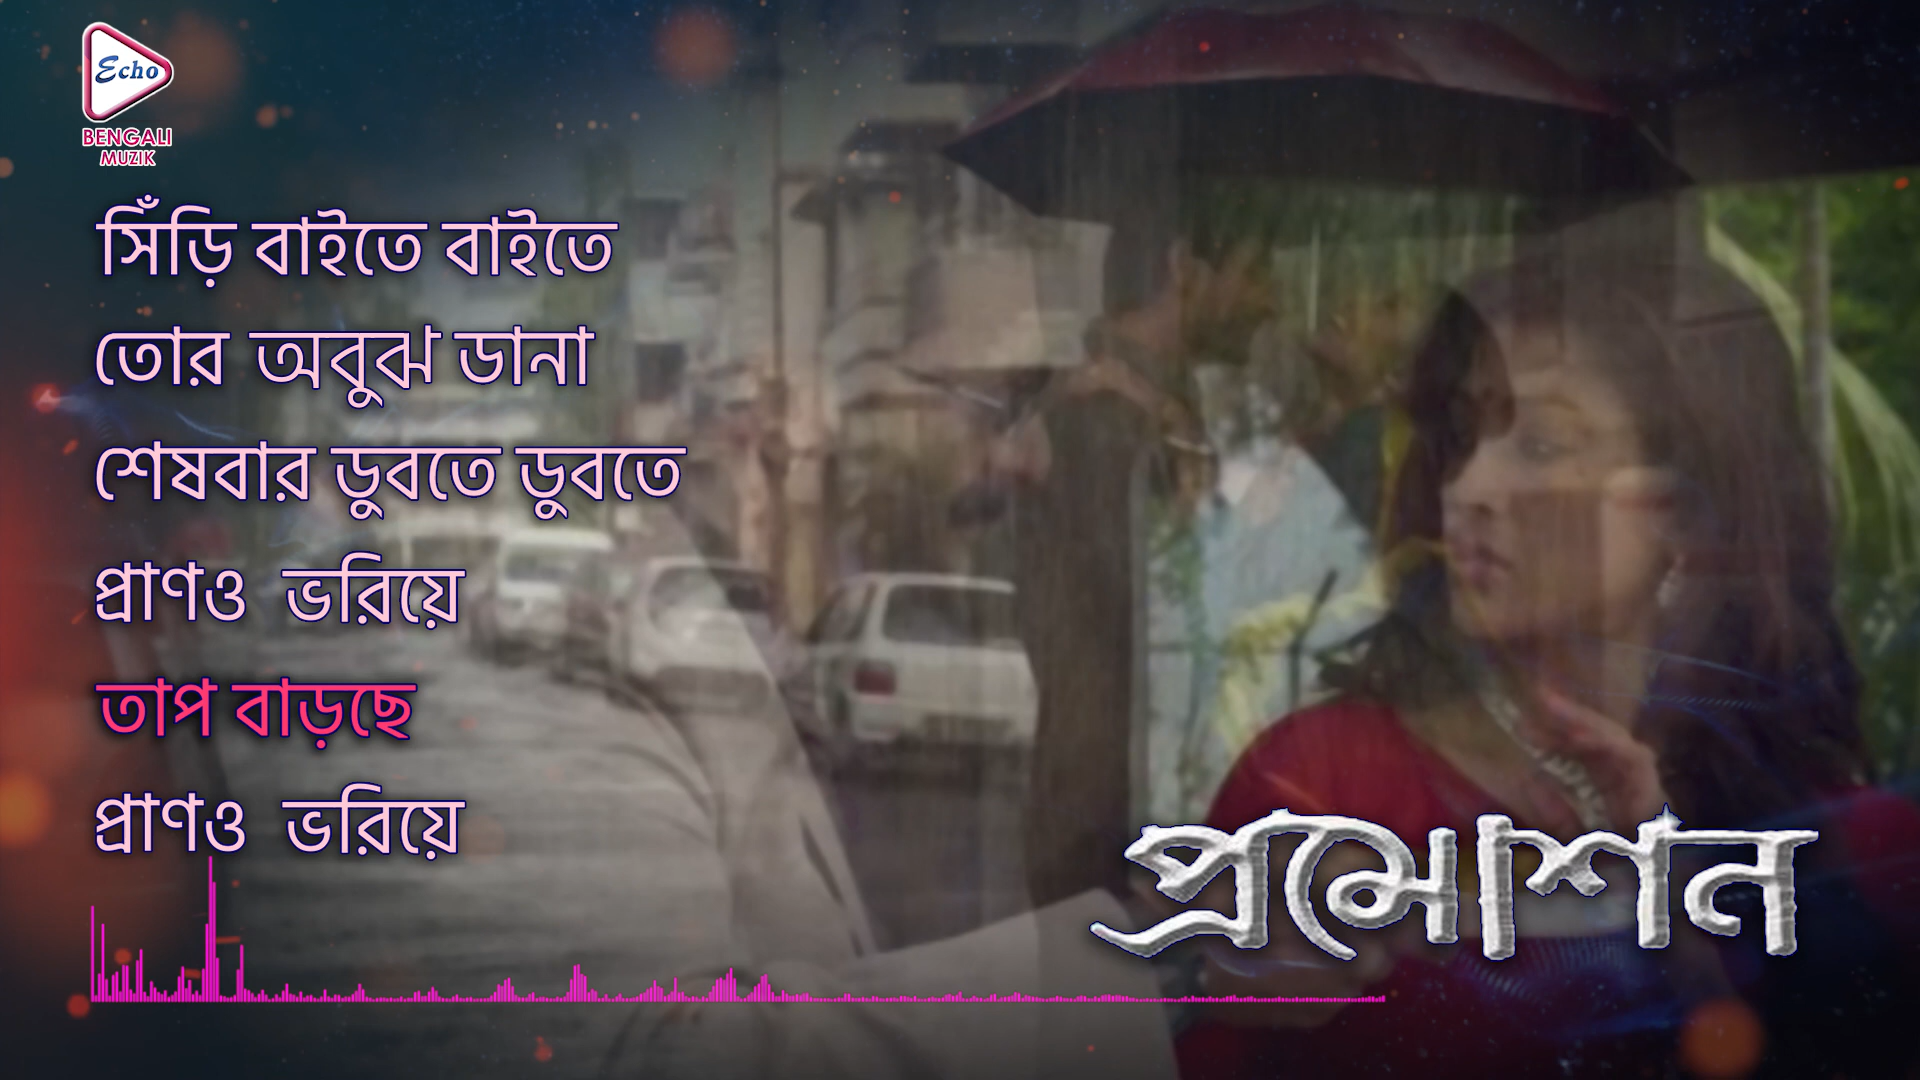 Echo
BENGALI
MUZIK
সিঁড়ি বাইতে বাইতে
তোর অবুঝ ডানা
শেষবার ডুবতে ডুবতে
প্রাণও ভরিয়ে
তাপ বাড়ছে
প্রাণও ভরিয়ে
প্রমোশন